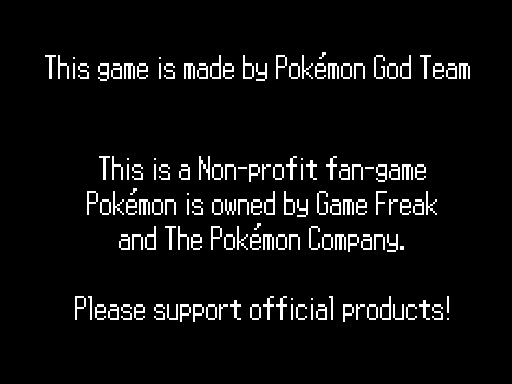 This game is made by Pokémon God Team
This is a Non-profit fan-game
Pokémon is owned by Game Freak
and The Pokémon Company.
Please support official products!